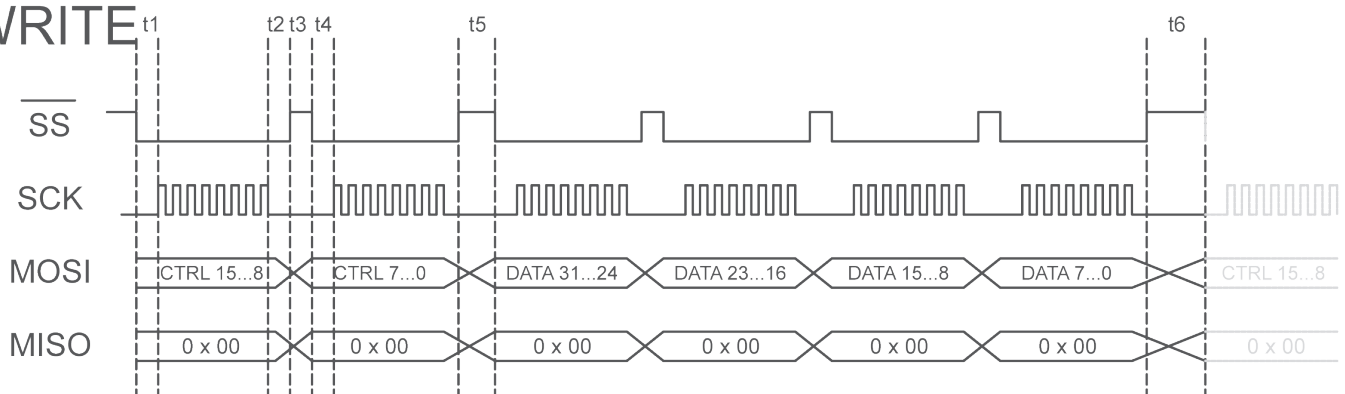 WRITE t1 t2 t3 t4 t5 t6
SS
SCK
MOSI CTRL 15...8 CTRL 7...0 DATA 31...24 DATA 23...16 DATA 15...8 DATA 7...0 CTRL 15...8
MISO 0 x 00 0 x 00 0 x 00 0 x 00 0 x 00 0 x 00 0 x 00